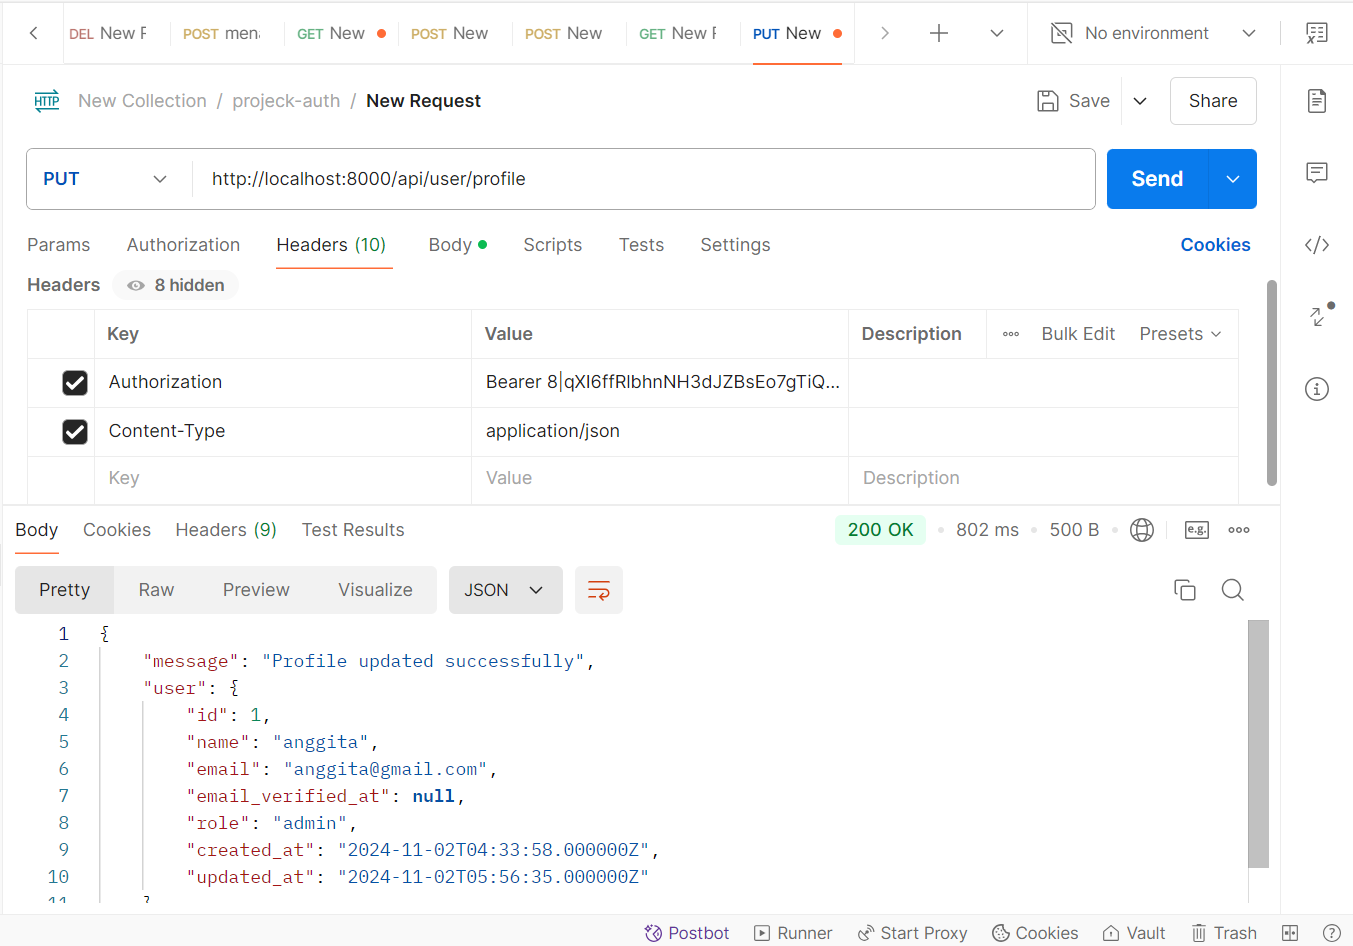 DEL New F POST mena GET New POST New POST New GET New F PUT New No environment
HTTP New Collection / projeck-auth / New Request Save Share
PUT http://localhost:8000/api/user/profile Send
Params Authorization Headers (10) Body Scripts Tests Settings Cookies
Headers 8 hidden
Key Value Description Bulk Edit Presets
Authorization Bearer 8|qXI6ffRlbhnNH3dJZBsEo7gTiQ...
Content-Type application/json
Key Value Description
Body Cookies Headers (9) Test Results 200 OK 802 ms 500 B e.g.
Pretty Raw Preview Visualize JSON
1 {
2 "message": "Profile updated successfully",
3 "user": {
4 "id": 1,
5 "name": "anggita",
6 "email": "anggita@gmail.com",
7 "email_verified_at": null,
8 "role": "admin",
9 "created_at": "2024-11-02T04:33:58.000000Z",
10 "updated_at": "2024-11-02T05:56:35.000000Z"
11 }
Postbot Runner Start Proxy Cookies Vault Trash